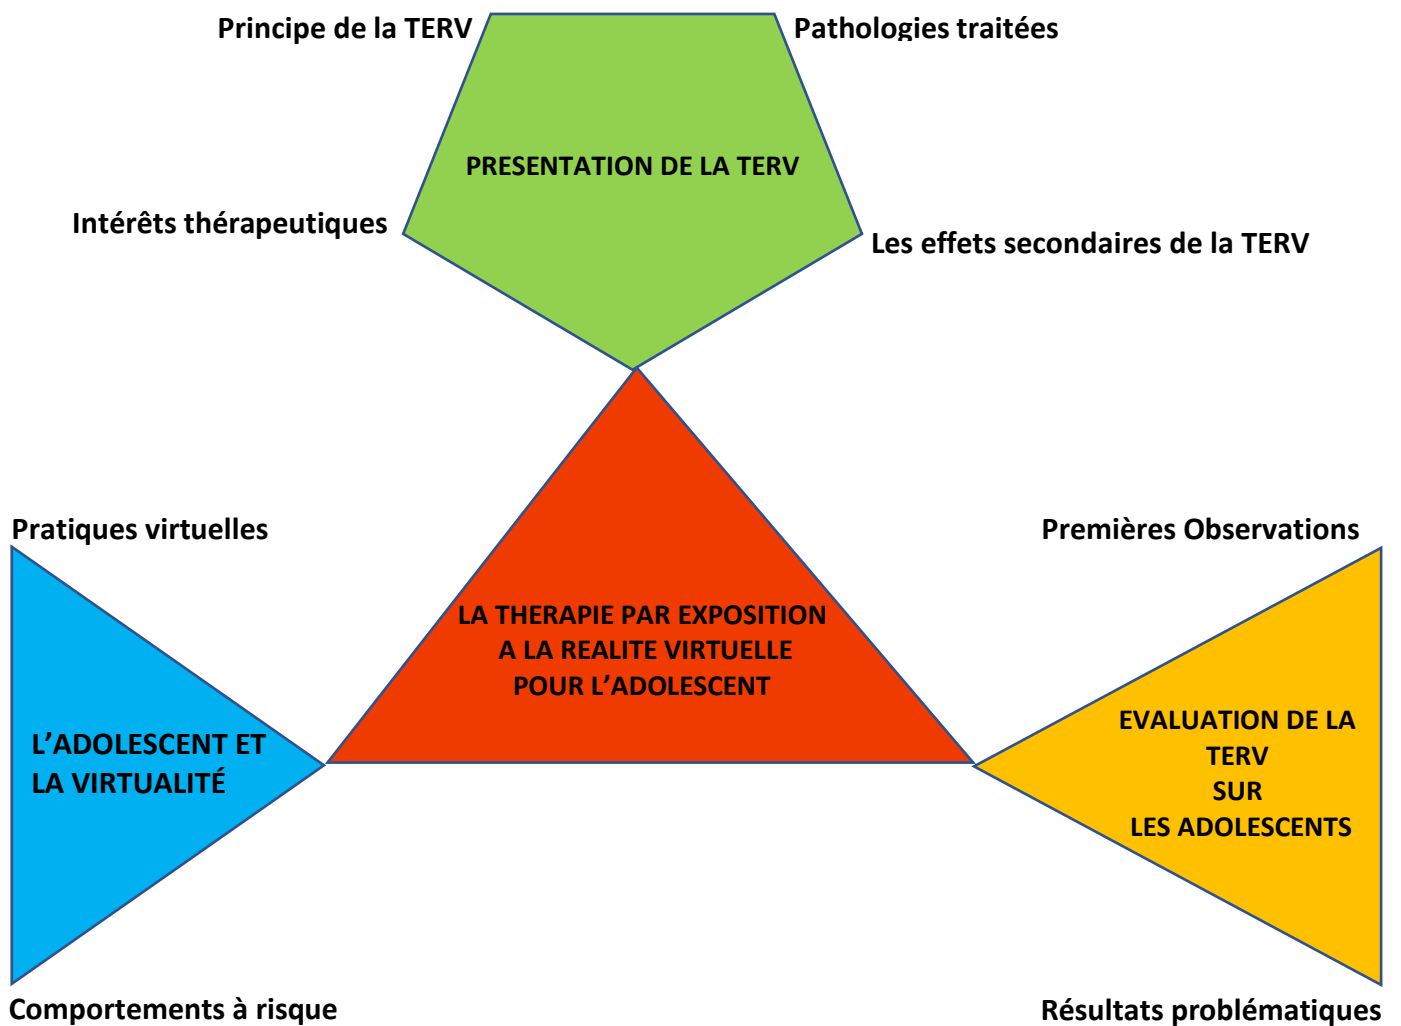 Principe de la TERV
Pathologies traitées
PRESENTATION DE LA TERV
Intérêts thérapeutiques
Les effets secondaires de la TERV
Pratiques virtuelles
Premières Observations
LA THERAPIE PAR EXPOSITION
A LA REALITE VIRTUELLE
POUR L’ADOLESCENT
L’ADOLESCENT ET
LA VIRTUALITÉ
EVALUATION DE LA
TERV
SUR
LES ADOLESCENTS
Comportements à risque
Résultats problématiques